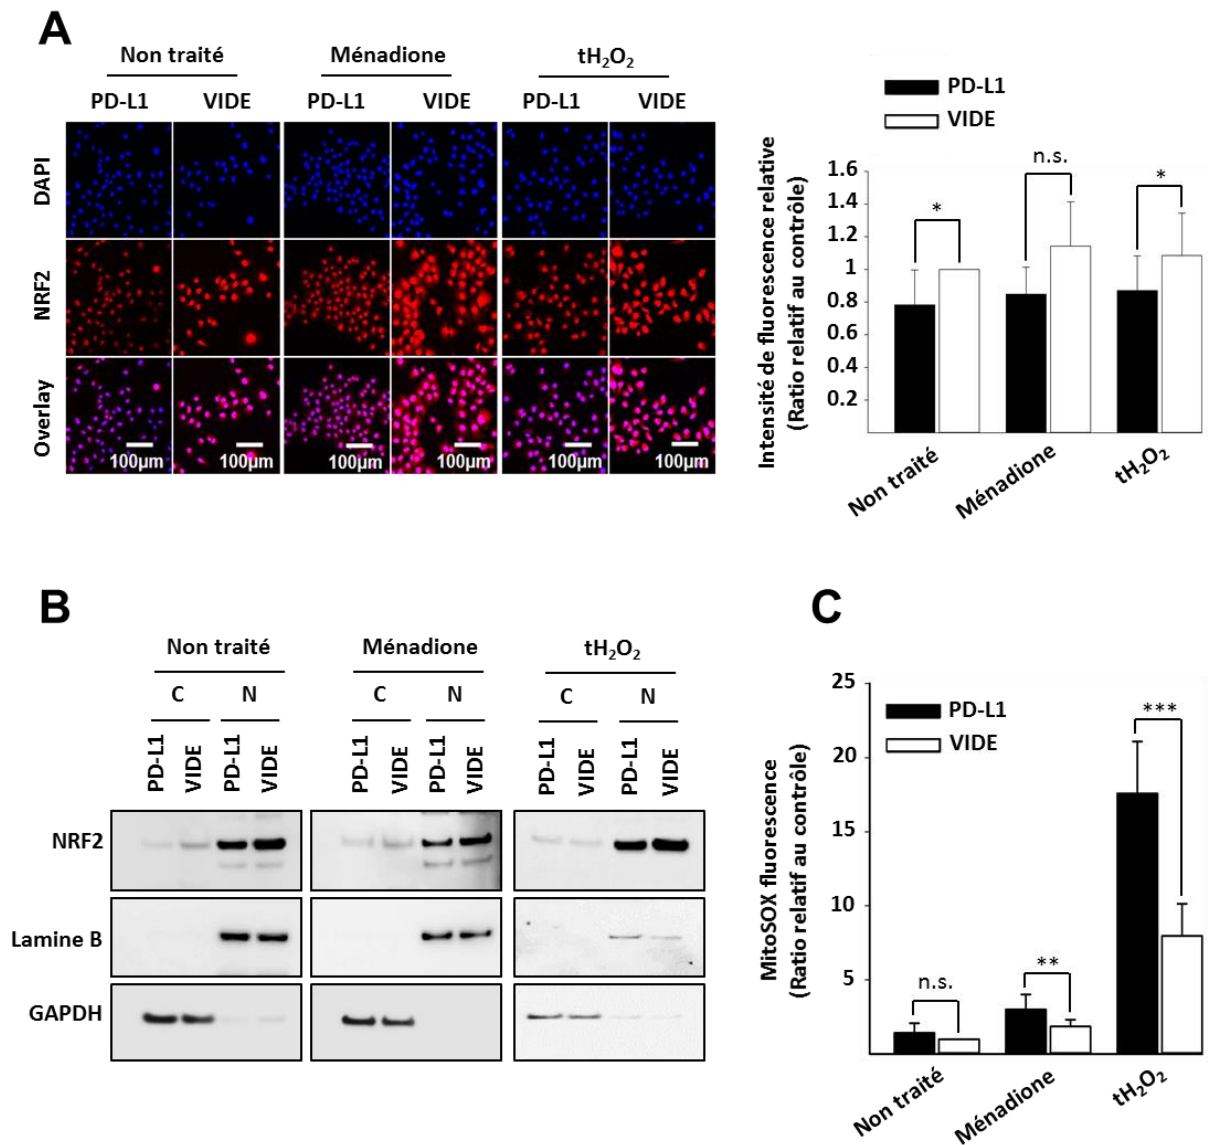 A
Non traité
Ménadione
tH₂O₂
PD-L1
VIDE
PD-L1
VIDE
PD-L1
VIDE
DAPI
NRF2
Overlay
100µm
100µm
100µm
100µm
100µm
100µm
PD-L1
VIDE
Intensité de fluorescence relative
(Ratio relatif au contrôle)
1.6
1.4
1.2
1
0.8
0.6
0.4
0.2
*
n.s.
*
Non traité
Ménadione
tH₂O₂
B
Non traité
Ménadione
tH₂O₂
C
N
C
N
C
N
PD-L1
VIDE
PD-L1
VIDE
PD-L1
VIDE
PD-L1
VIDE
PD-L1
VIDE
PD-L1
VIDE
NRF2
Lamine B
GAPDH
C
PD-L1
VIDE
MitoSOX fluorescence
(Ratio relatif au contrôle)
25
20
15
10
5
n.s.
**
***
Non traité
Ménadione
tH₂O₂